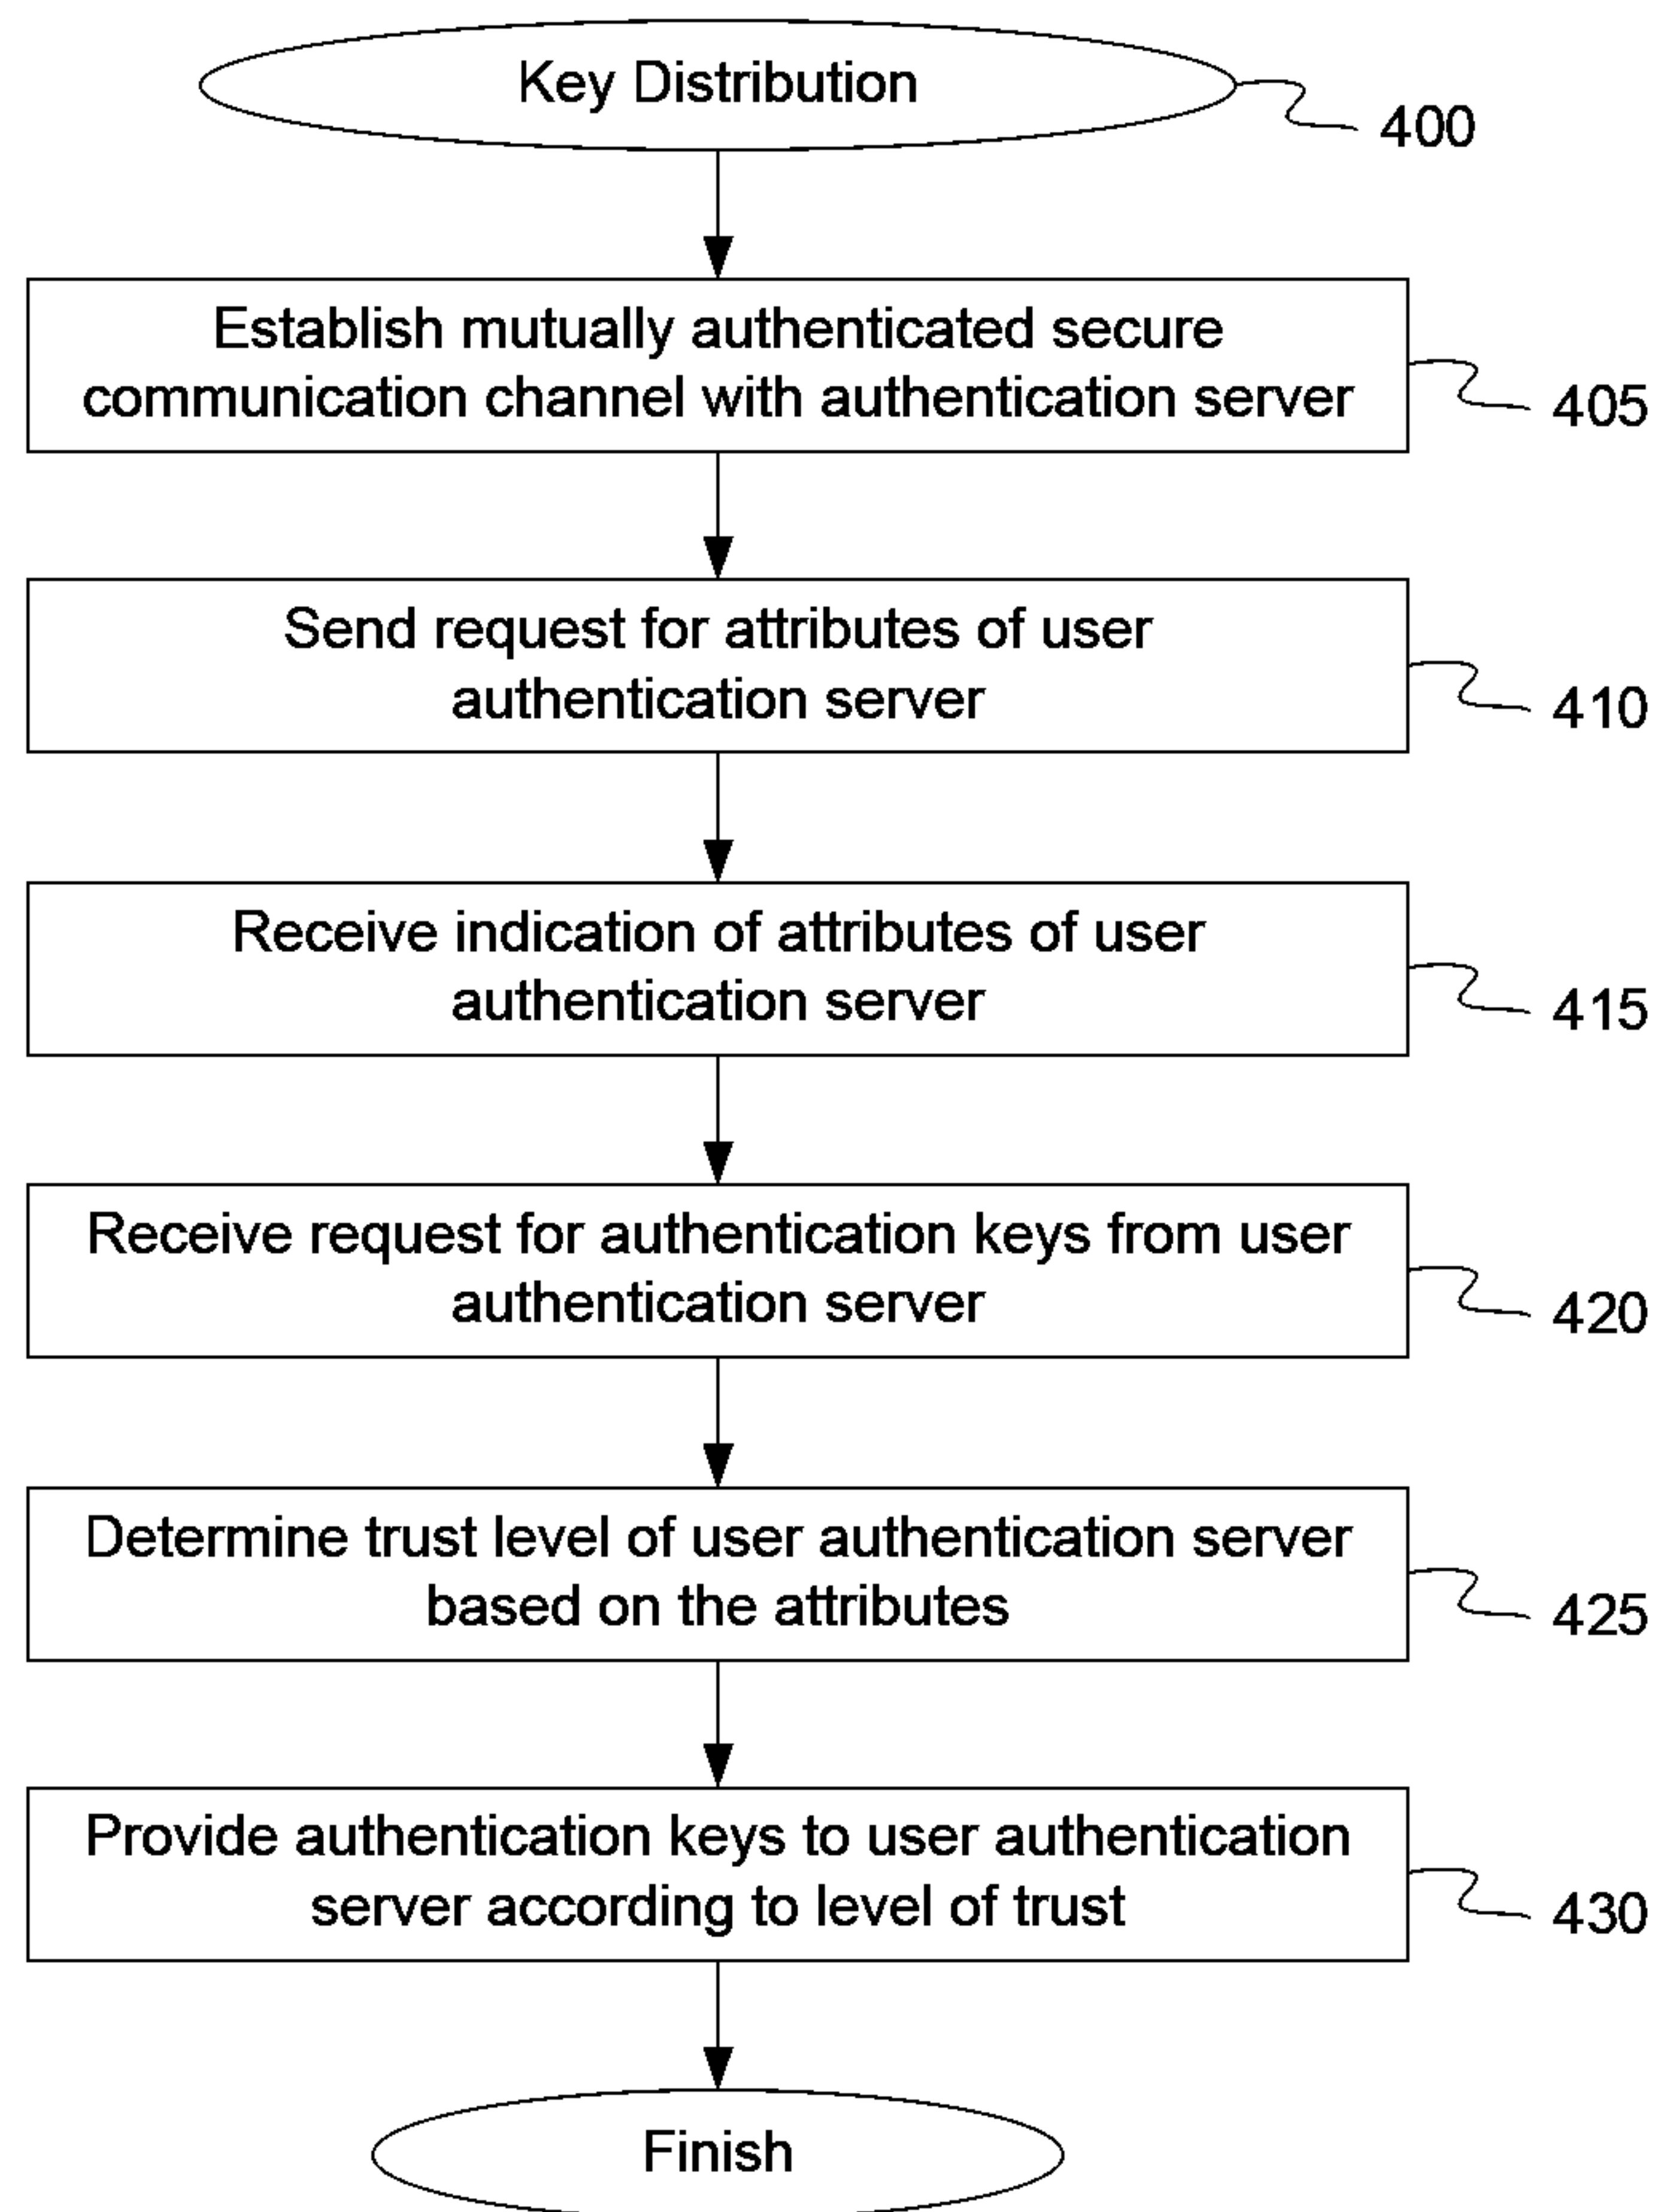 Key Distribution
400
Establish mutually authenticated secure
communication channel with authentication server
405
Send request for attributes of user
authentication server
410
Receive indication of attributes of user
authentication server
415
Receive request for authentication keys from user
authentication server
420
Determine trust level of user authentication server
based on the attributes
425
Provide authentication keys to user authentication
server according to level of trust
430
Finish